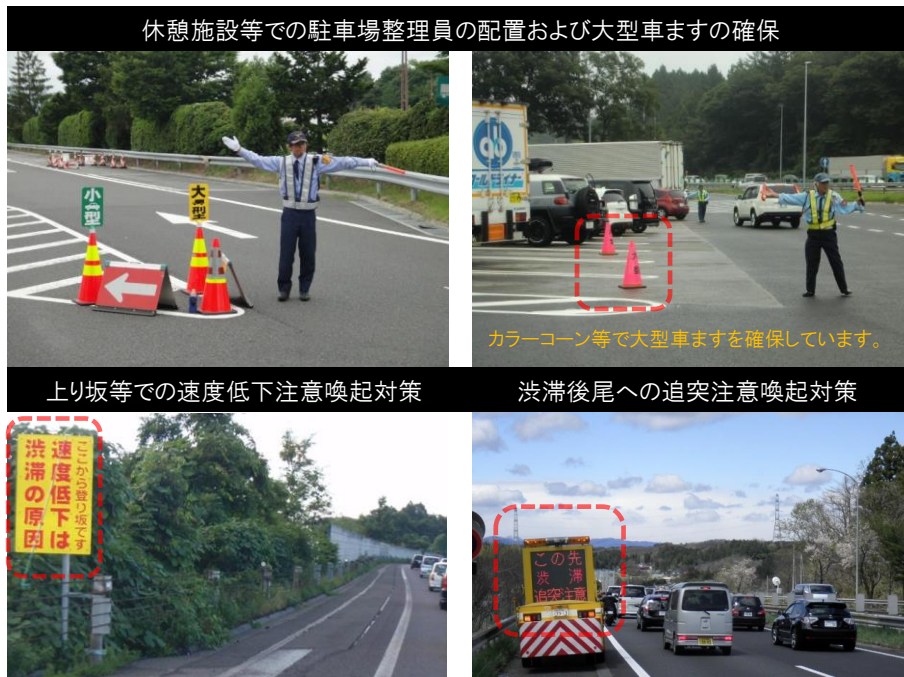 休憩施設等での駐車場整理員の配置および大型車ますの確保
小型
大型
カラーコーン等で大型車ますを確保しています。
上り坂等での速度低下注意喚起対策
渋滞後尾への追突注意喚起対策
ここから登り坂です
速度低下は
渋滞の原因
この先
渋滞
追突注意